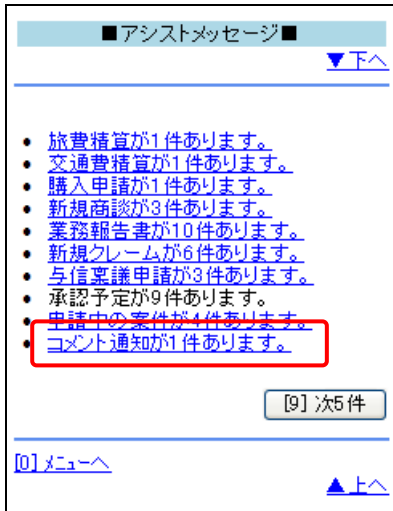 ■アシストメッセージ■
▼下へ
旅費精算が1件あります。
交通費精算が1件あります。
購入申請が1件あります。
新規商談が3件あります。
業務報告書が10件あります。
新規クレームが6件あります。
与信稟議申請が3件あります。
承認予定が9件あります。
申請中の案件が4件あります。
コメント通知が1件あります。
[9] 次5件
[0] メニューへ
▲上へ